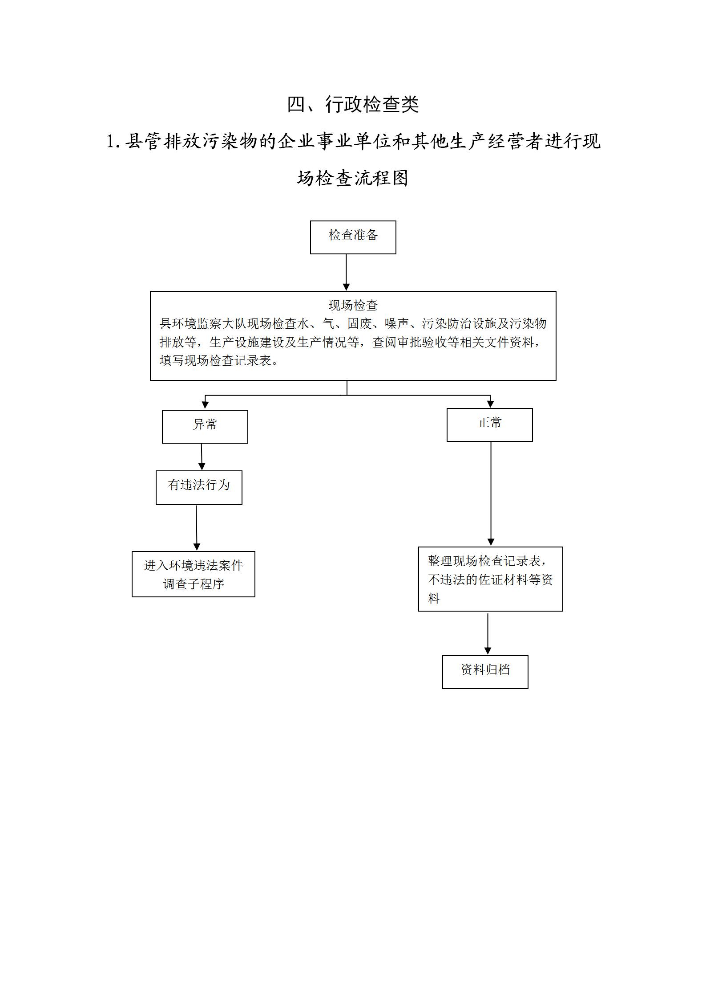 四、行政检查类
1.县管排放污染物的企业事业单位和其他生产经营者进行现
场检查流程图
检查准备
现场检查
县环境监察大队现场检查水、气、固废、噪声、污染防治设施及污染物
排放等，生产设施建设及生产情况等，查阅审批验收等相关文件资料，
填写现场检查记录表。
异常
正常
有违法行为
进入环境违法案件
调查子程序
整理现场检查记录表，
不违法的佐证材料等资
料
资料归档